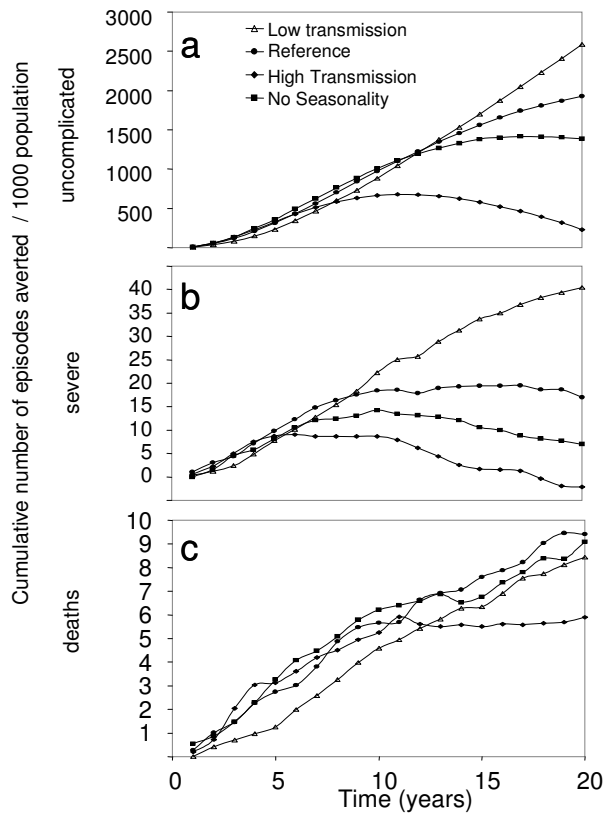 Cumulative number of episodes averted / 1000 population
uncomplicated
severe
deaths
a
Low transmission
Reference
High Transmission
No Seasonality
3000
2500
2000
1500
1000
500
b
40
35
30
25
20
15
10
5
0
c
10
9
8
7
6
5
4
3
2
1
0 5 10 15 20
Time (years)